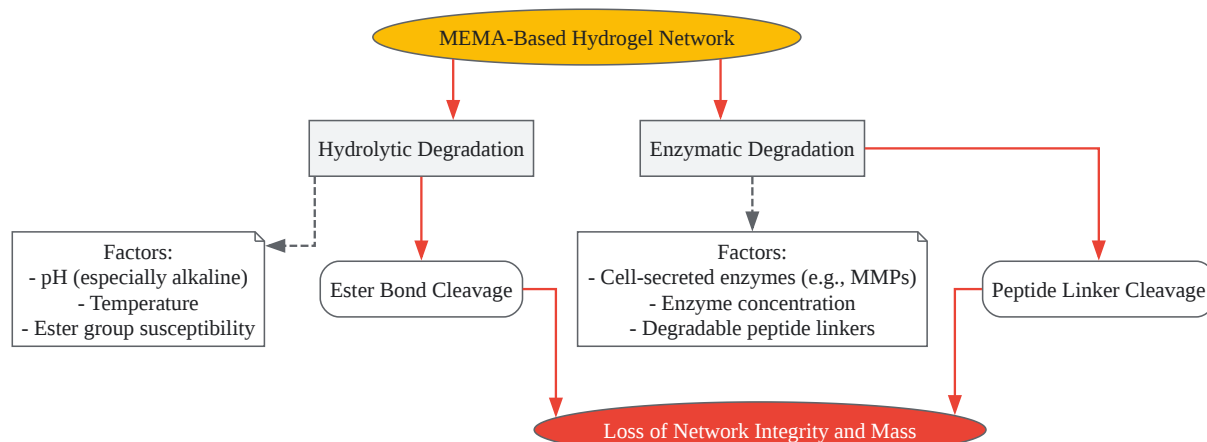 MEMA-Based Hydrogel Network
Hydrolytic Degradation
Enzymatic Degradation
Factors:
- pH (especially alkaline)
- Temperature
- Ester group susceptibility
Ester Bond Cleavage
Factors:
- Cell-secreted enzymes (e.g., MMPs)
- Enzyme concentration
- Degradable peptide linkers
Peptide Linker Cleavage
Loss of Network Integrity and Mass